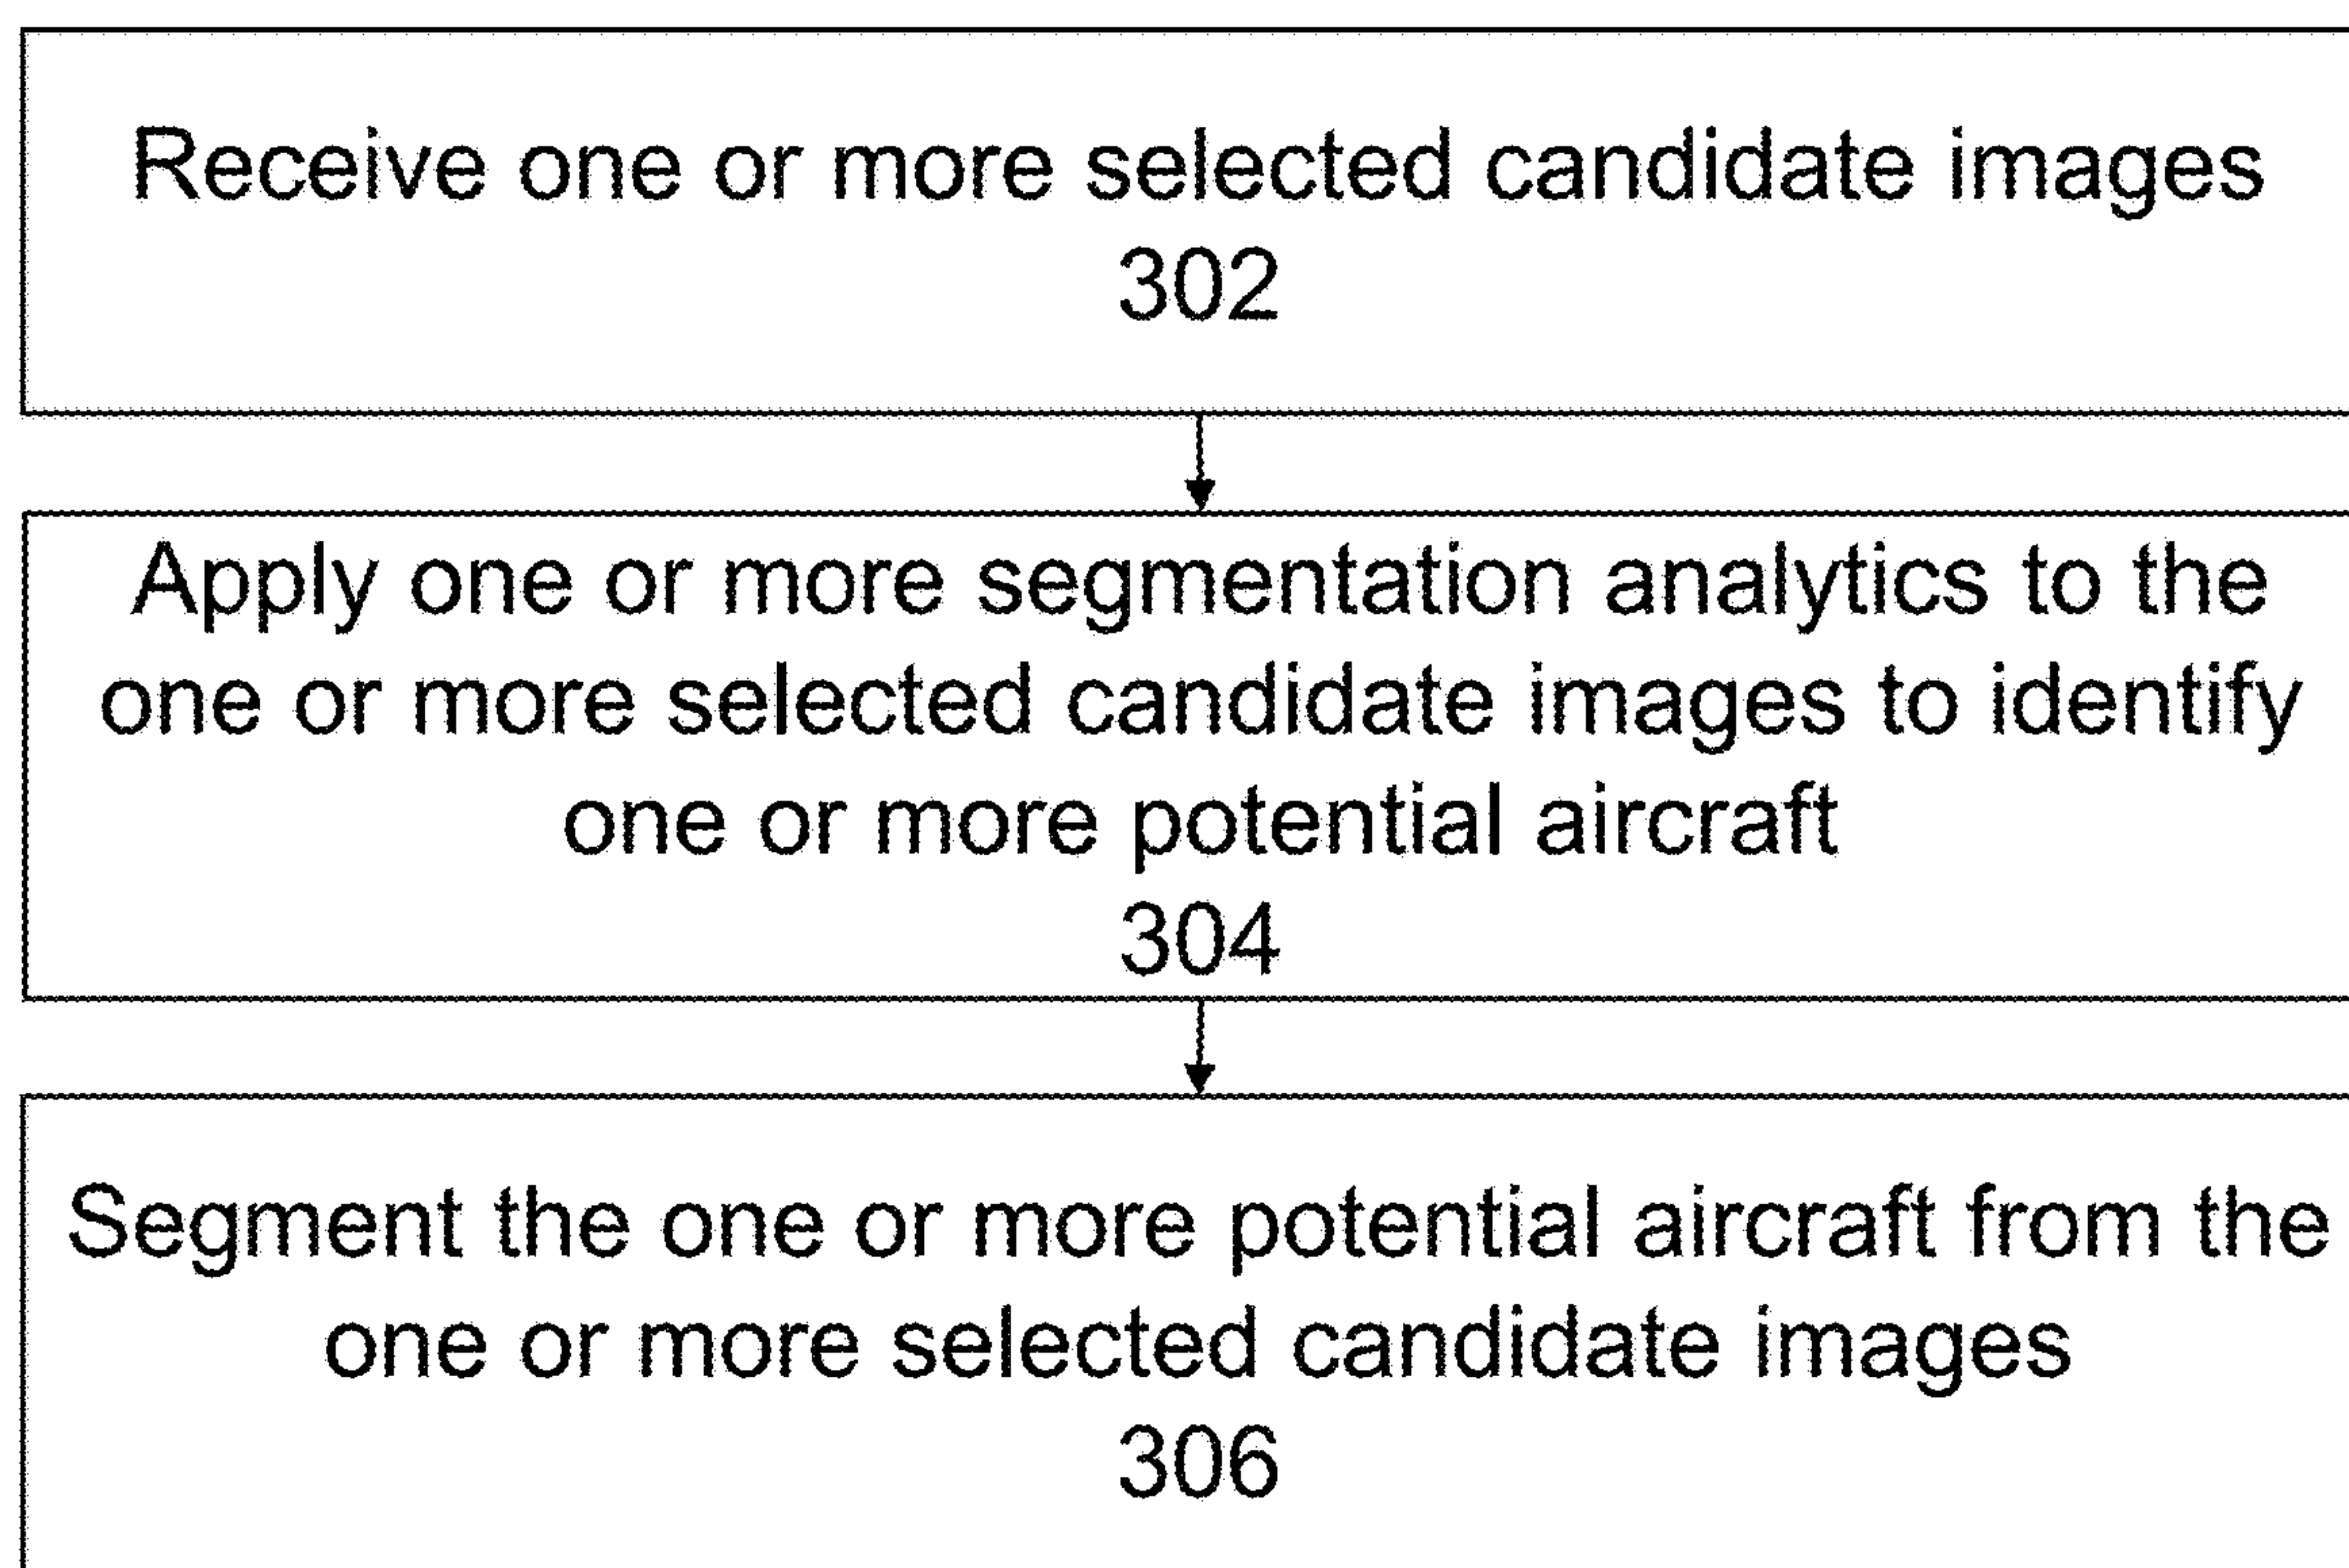 Receive one or more selected candidate images
302
Apply one or more segmentation analytics to the
one or more selected candidate images to identify
one or more potential aircraft
304
Segment the one or more potential aircraft from the
one or more selected candidate images
306